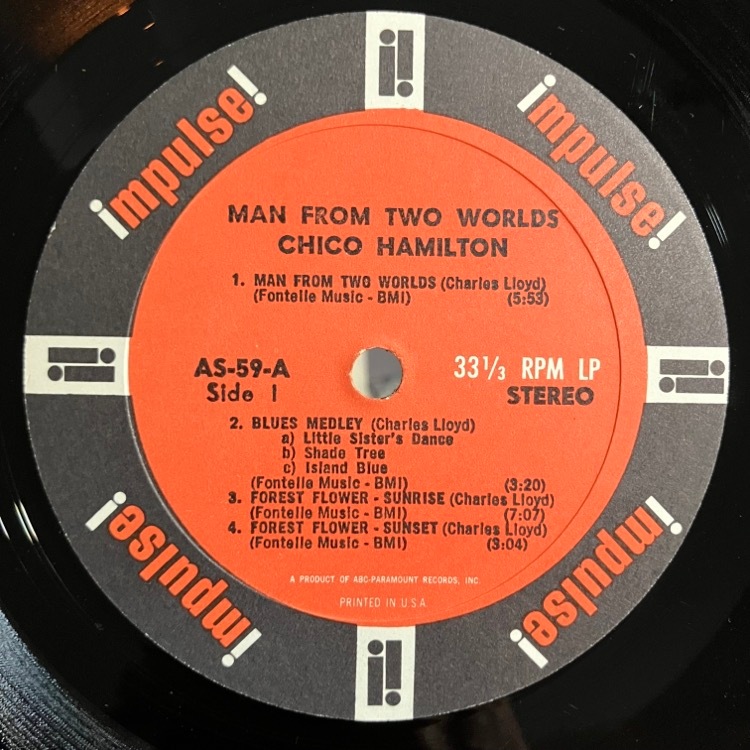 impulse!
impulse!
MAN FROM TWO WORLDS
CHICO HAMILTON
1. MAN FROM TWO WORLDS (Charles Lloyd)
(Fontelle Music - BMI) (5:53)
AS-59-A
Side 1
33 1/3 RPM LP
STEREO
2. BLUES MEDLEY (Charles Lloyd)
a) Little Sister's Dance
b) Shade Tree
c) Island Blue
(Fontelle Music - BMI) (3:20)
3. FOREST FLOWER - SUNRISE (Charles Lloyd)
(Fontelle Music - BMI) (7:07)
4. FOREST FLOWER - SUNSET (Charles Lloyd)
(Fontelle Music - BMI) (3:04)
A PRODUCT OF ABC-PARAMOUNT RECORDS, INC.
PRINTED IN U.S.A.
impulse!
impulse!